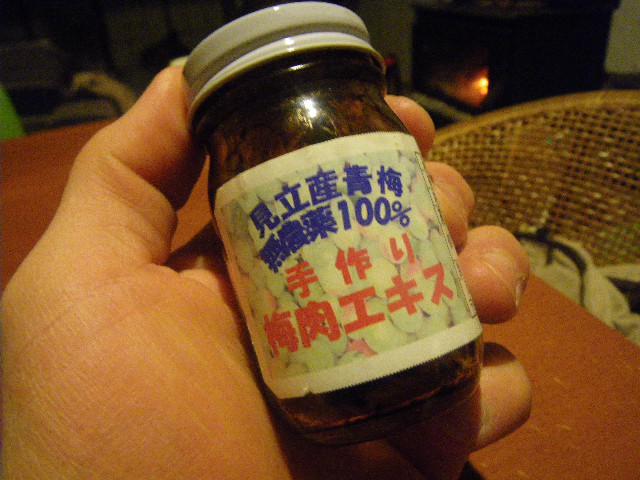 見立産青梅
無農薬100%
手作り
梅肉エキス